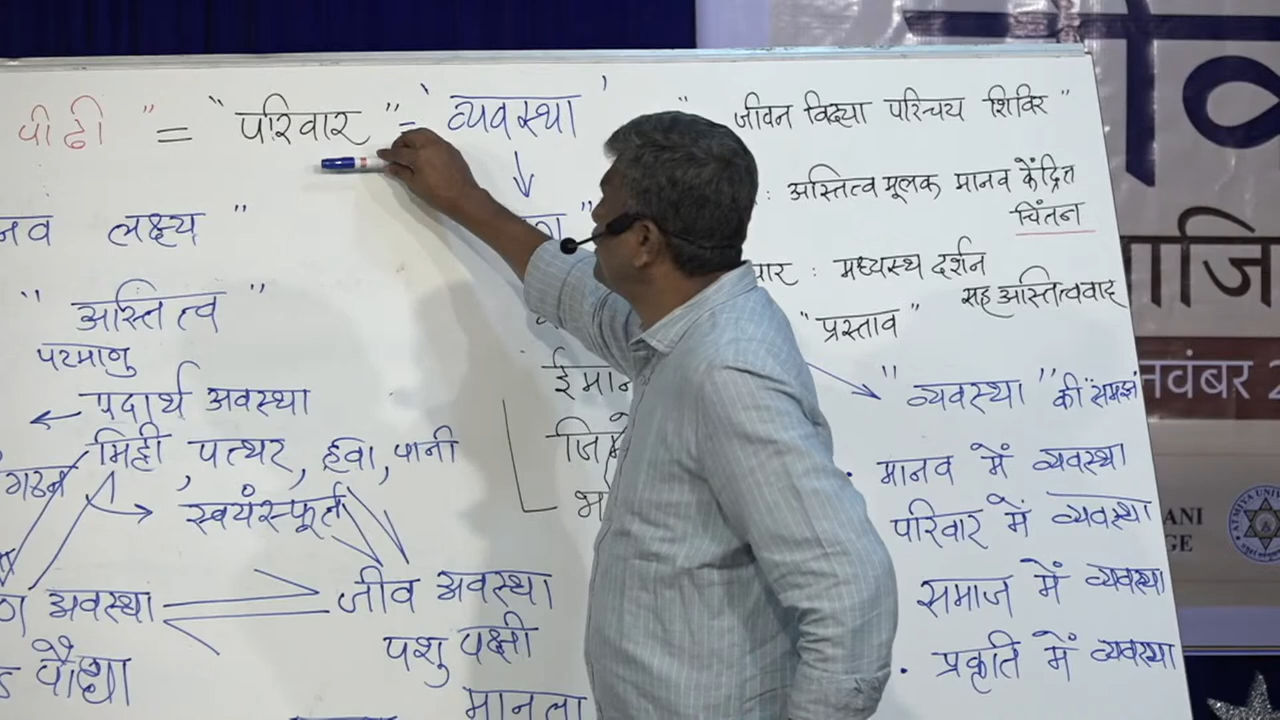 पीढी " = " परिवार " = ' व्यवस्था '
" जीवन विद्या परिचय शिविर "
: अस्तित्व मूलक मानव केंद्रित
चिंतन
लक्ष्य "
: मध्यस्थ दर्शन
सह अस्तित्ववाद
" प्रस्ताव "
" अस्तित्व "
परमाणु
" व्यवस्था " की समझ
पदार्थ अवस्था
मिट्टी , पत्थर , हवा , पानी
स्वयंस्फूर्त
• मानव में व्यवस्था
परिवार में व्यवस्था
समाज में व्यवस्था
• प्रकृति में व्यवस्था
अवस्था
जीव अवस्था
पशु पक्षी
नवंबर